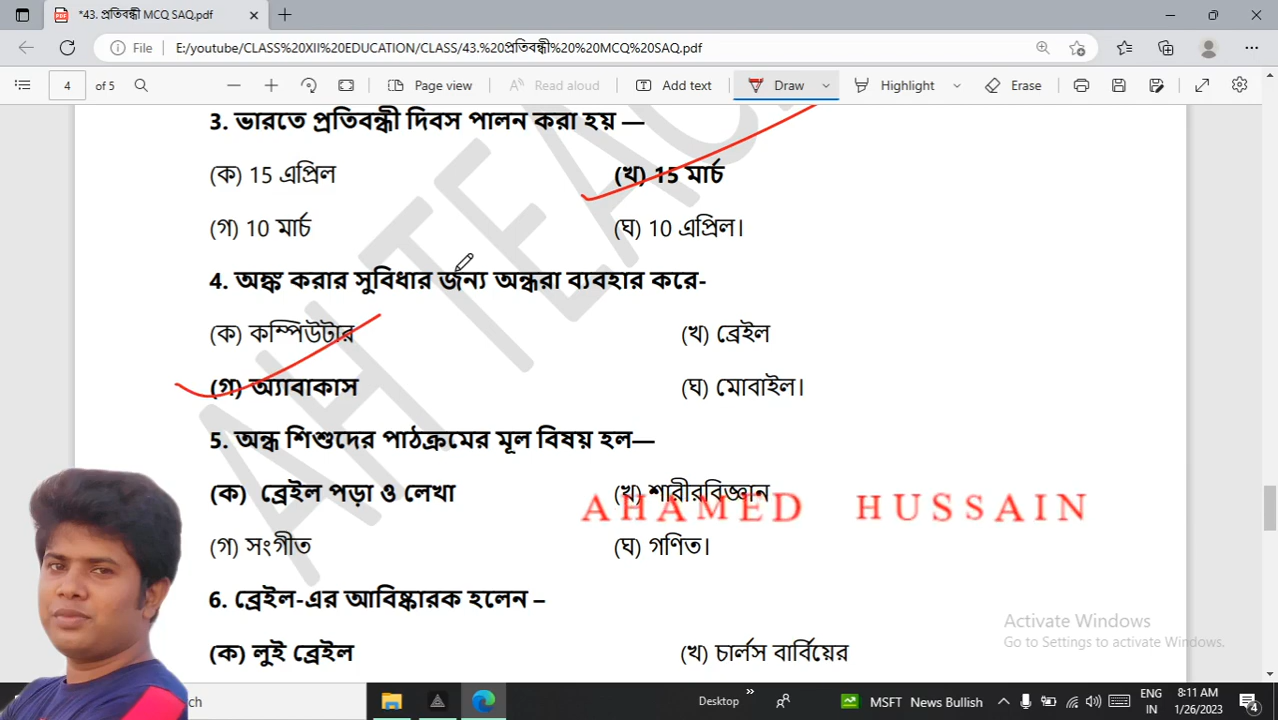 *43. প্রতিবন্ধী MCQ SAQ.pdf
File E:/youtube/CLASS%20XII%20EDUCATION/CLASS/43.%20প্রতিবন্ধী%20%20MCQ%20SAQ.pdf
4 of 5 Page view Read aloud Add text Draw Highlight Erase
3. ভারতে প্রতিবন্ধী দিবস পালন করা হয় —
(ক) 15 এপ্রিল (খ) 15 মার্চ
(গ) 10 মার্চ (ঘ) 10 এপ্রিল।
4. অঙ্ক করার সুবিধার জন্য অন্ধরা ব্যবহার করে-
(ক) কম্পিউটার (খ) ব্রেইল
(গ) অ্যাবাকাস (ঘ) মোবাইল।
5. অন্ধ শিশুদের পাঠক্রমের মূল বিষয় হল—
(ক) ব্রেইল পড়া ও লেখা (খ) শারীরবিজ্ঞান
AHAMED HUSSAIN
(গ) সংগীত (ঘ) গণিত।
6. ব্রেইল-এর আবিষ্কারক হলেন –
(ক) লুই ব্রেইল (খ) চার্লস বার্বিয়ের
AH TEAC
Activate Windows
Go to Settings to activate Windows.
rch Desktop MSFT News Bullish ENG 8:11 AM
IN 1/26/2023 4